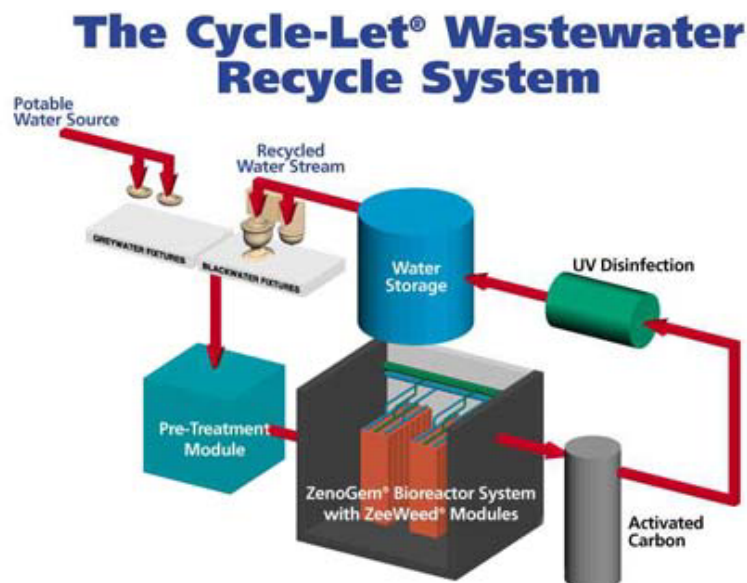 The Cycle-Let® Wastewater
Recycle System
Potable
Water Source
Recycled
Water Stream
GREYWATER FIXTURES
BLACKWATER FIXTURES
Water
Storage
UV Disinfection
Pre-Treatment
Module
ZenoGem® Bioreactor System
with ZeeWeed® Modules
Activated
Carbon